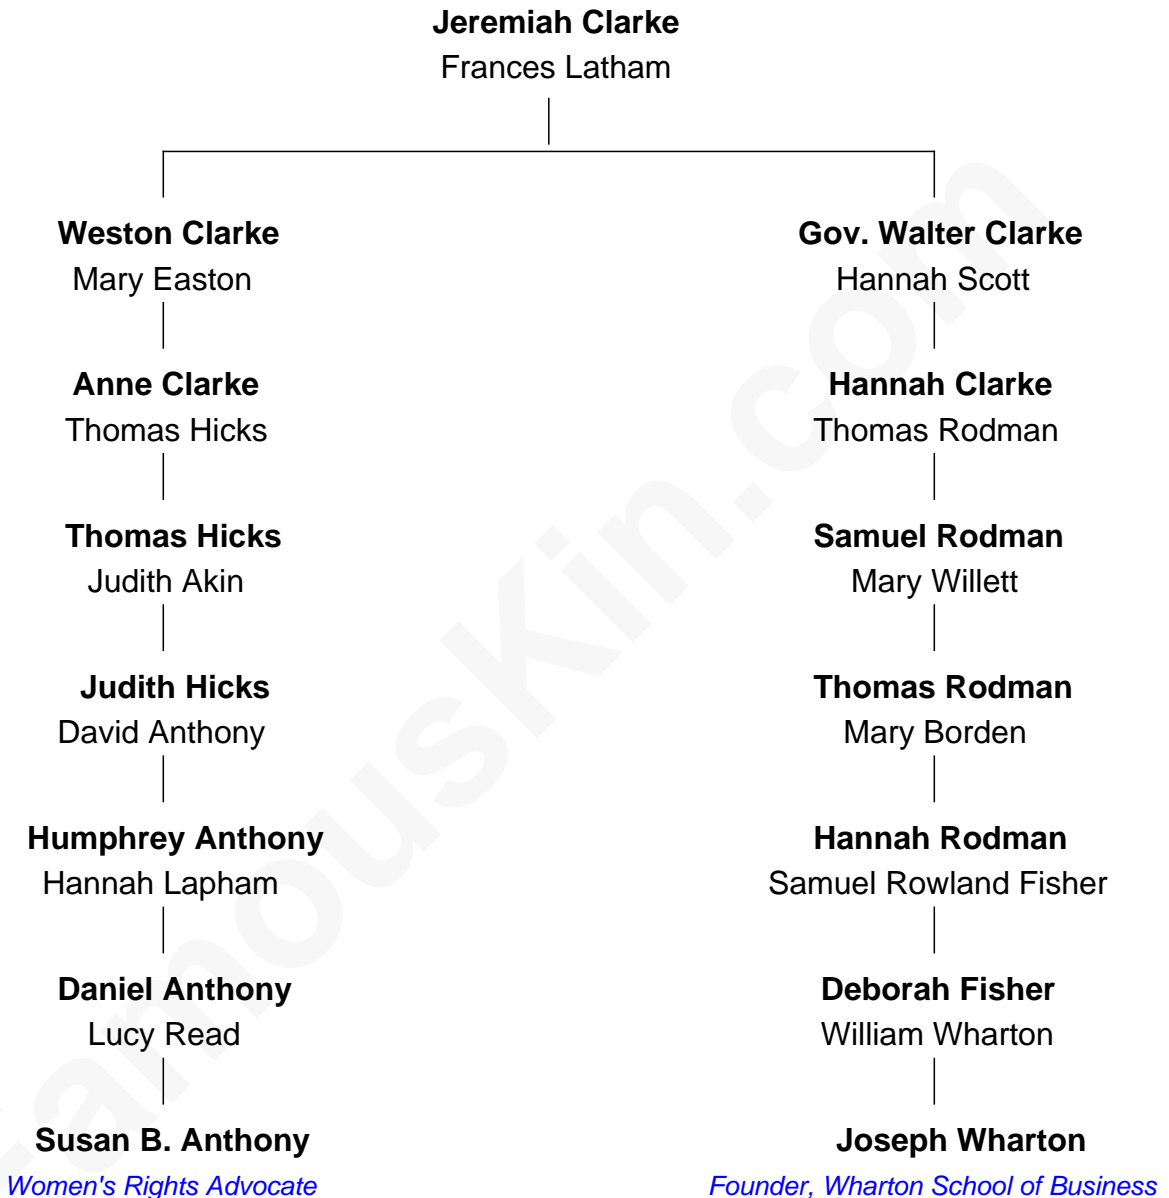 Jeremiah Clarke
Frances Latham
Weston Clarke
Mary Easton
Gov. Walter Clarke
Hannah Scott
Anne Clarke
Thomas Hicks
Hannah Clarke
Thomas Rodman
Thomas Hicks
Judith Akin
Samuel Rodman
Mary Willett
Judith Hicks
David Anthony
Thomas Rodman
Mary Borden
Humphrey Anthony
Hannah Lapham
Hannah Rodman
Samuel Rowland Fisher
Daniel Anthony
Lucy Read
Deborah Fisher
William Wharton
Susan B. Anthony
Women's Rights Advocate
Joseph Wharton
Founder, Wharton School of Business
FamousKin.com